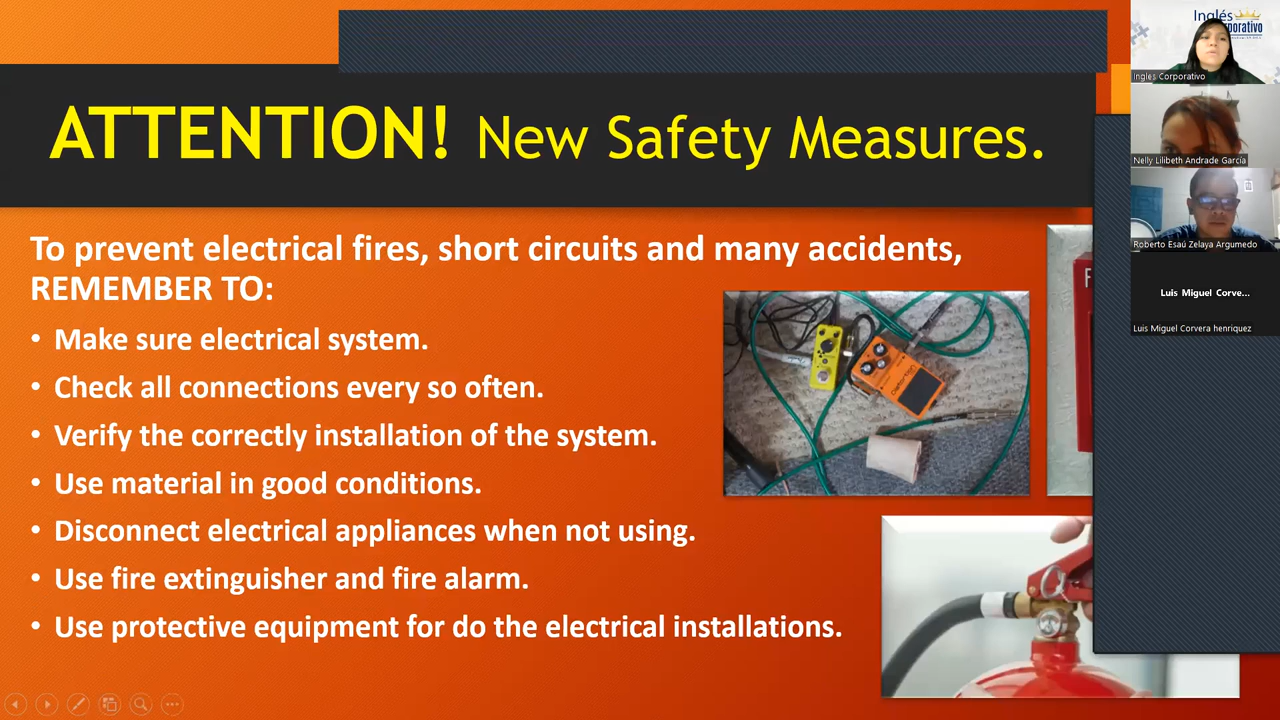 ATTENTION! New Safety Measures.
To prevent electrical fires, short circuits and many accidents,
REMEMBER TO:
• Make sure electrical system.
• Check all connections every so often.
• Verify the correctly installation of the system.
• Use material in good conditions.
• Disconnect electrical appliances when not using.
• Use fire extinguisher and fire alarm.
• Use protective equipment for do the electrical installations.
F
Inglés
Ingles Corporativo
Nelly Lilibeth Andrade García
Roberto Esaú Zelaya Argumedo
Luis Miguel Corve...
Luis Miguel Corvera henriquez